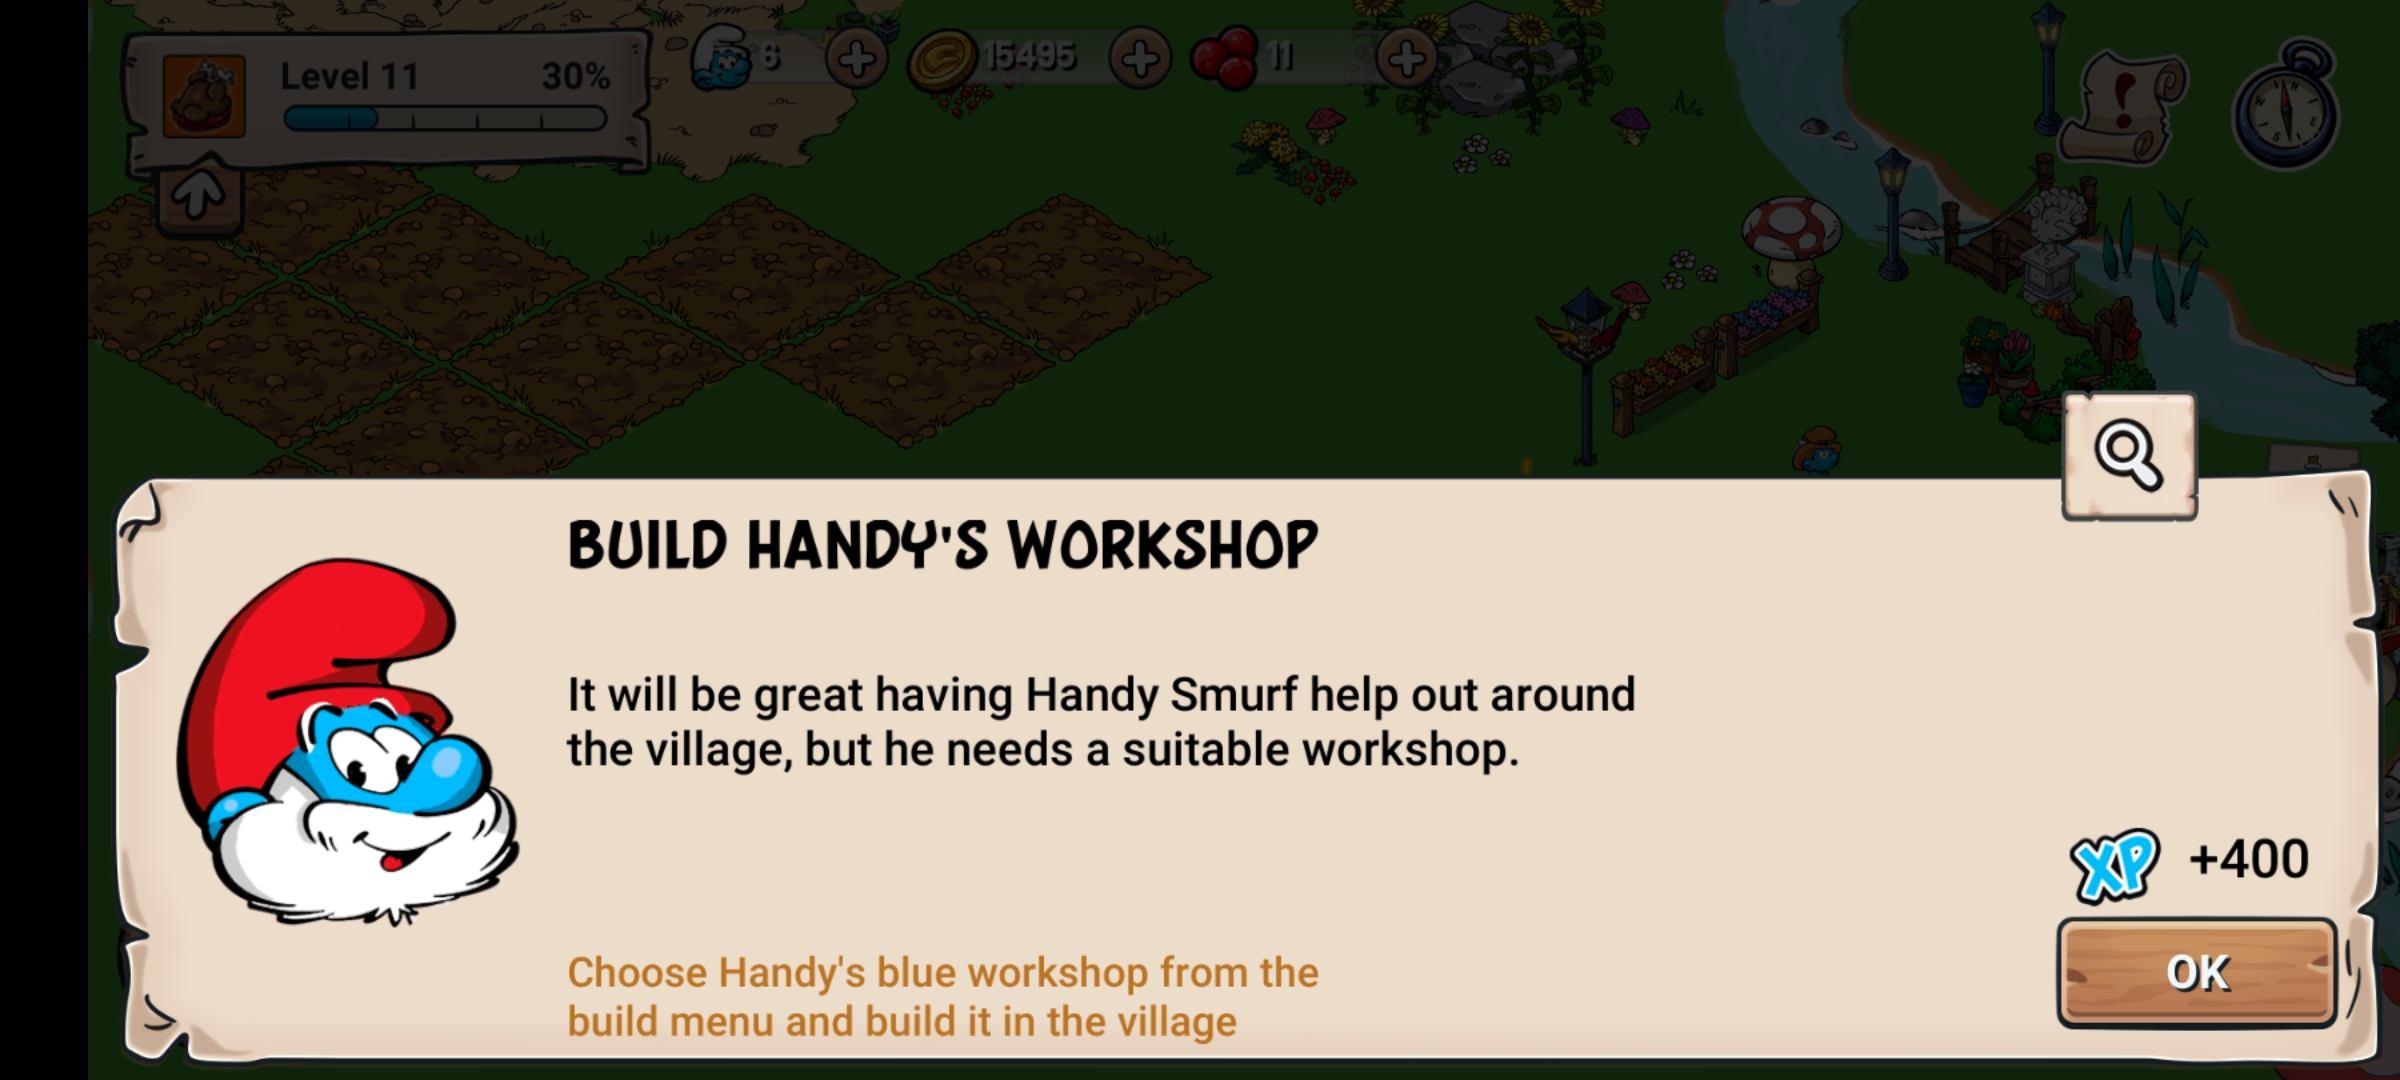 Level 11
30%
6
15495
11
BUILD HANDY'S WORKSHOP
It will be great having Handy Smurf help out around
the village, but he needs a suitable workshop.
XP +400
Choose Handy's blue workshop from the
build menu and build it in the village
OK